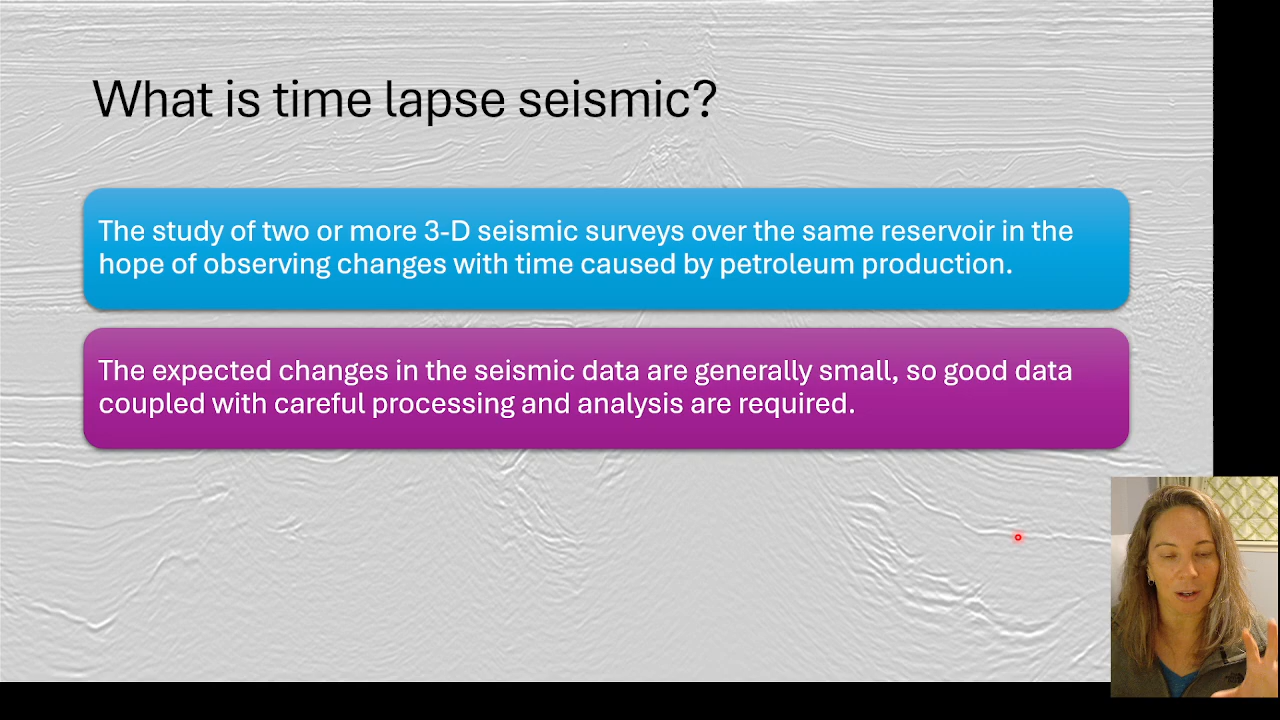 What is time lapse seismic?
The study of two or more 3-D seismic surveys over the same reservoir in the
hope of observing changes with time caused by petroleum production.
The expected changes in the seismic data are generally small, so good data
coupled with careful processing and analysis are required.